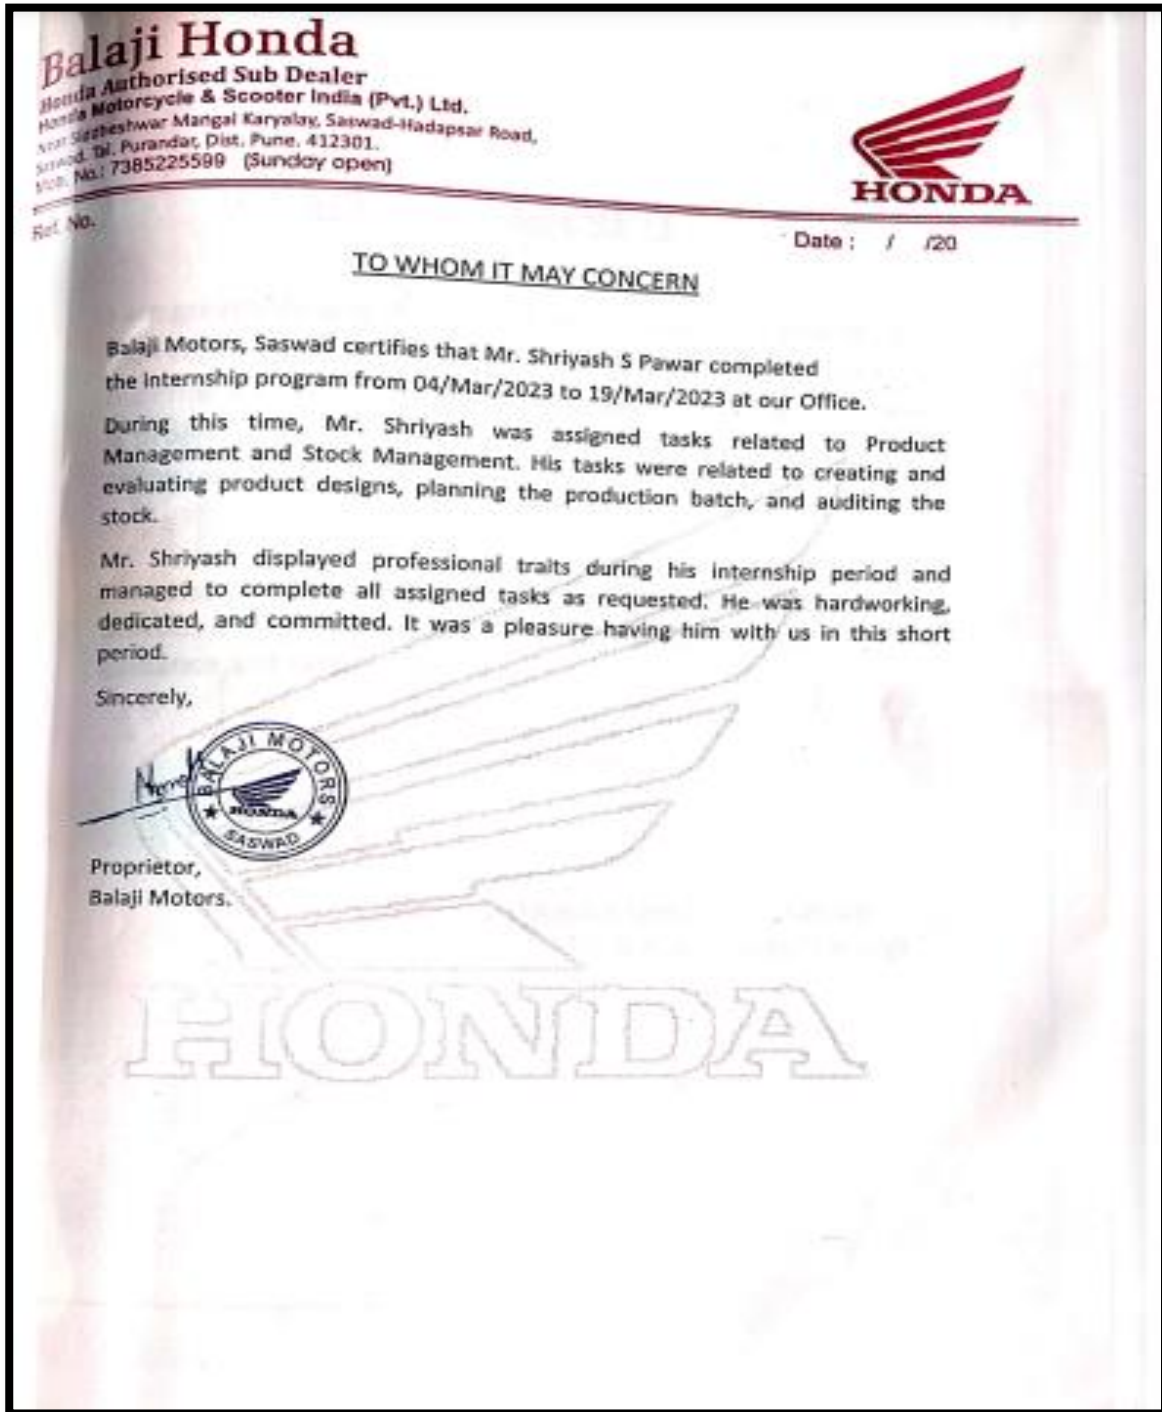 Balaji Honda
Honda Authorised Sub Dealer
Honda Motorcycle & Scooter India (Pvt.) Ltd.
Near Siddheshwar Mangal Karyalay, Saswad-Hadapsar Road,
Saswad. Tal. Purandar, Dist. Pune. 412301.
Mob. No.: 7385225599 (Sunday open)
HONDA
Ref. No.
Date : / /20
TO WHOM IT MAY CONCERN
Balaji Motors, Saswad certifies that Mr. Shriyash S Pawar completed
the Internship program from 04/Mar/2023 to 19/Mar/2023 at our Office.
During this time, Mr. Shriyash was assigned tasks related to Product
Management and Stock Management. His tasks were related to creating and
evaluating product designs, planning the production batch, and auditing the
stock.
Mr. Shriyash displayed professional traits during his internship period and
managed to complete all assigned tasks as requested. He was hardworking,
dedicated, and committed. It was a pleasure having him with us in this short
period.
Sincerely,
BALAJI MOTORS
HONDA
SASWAD
Proprietor,
Balaji Motors.
HONDA